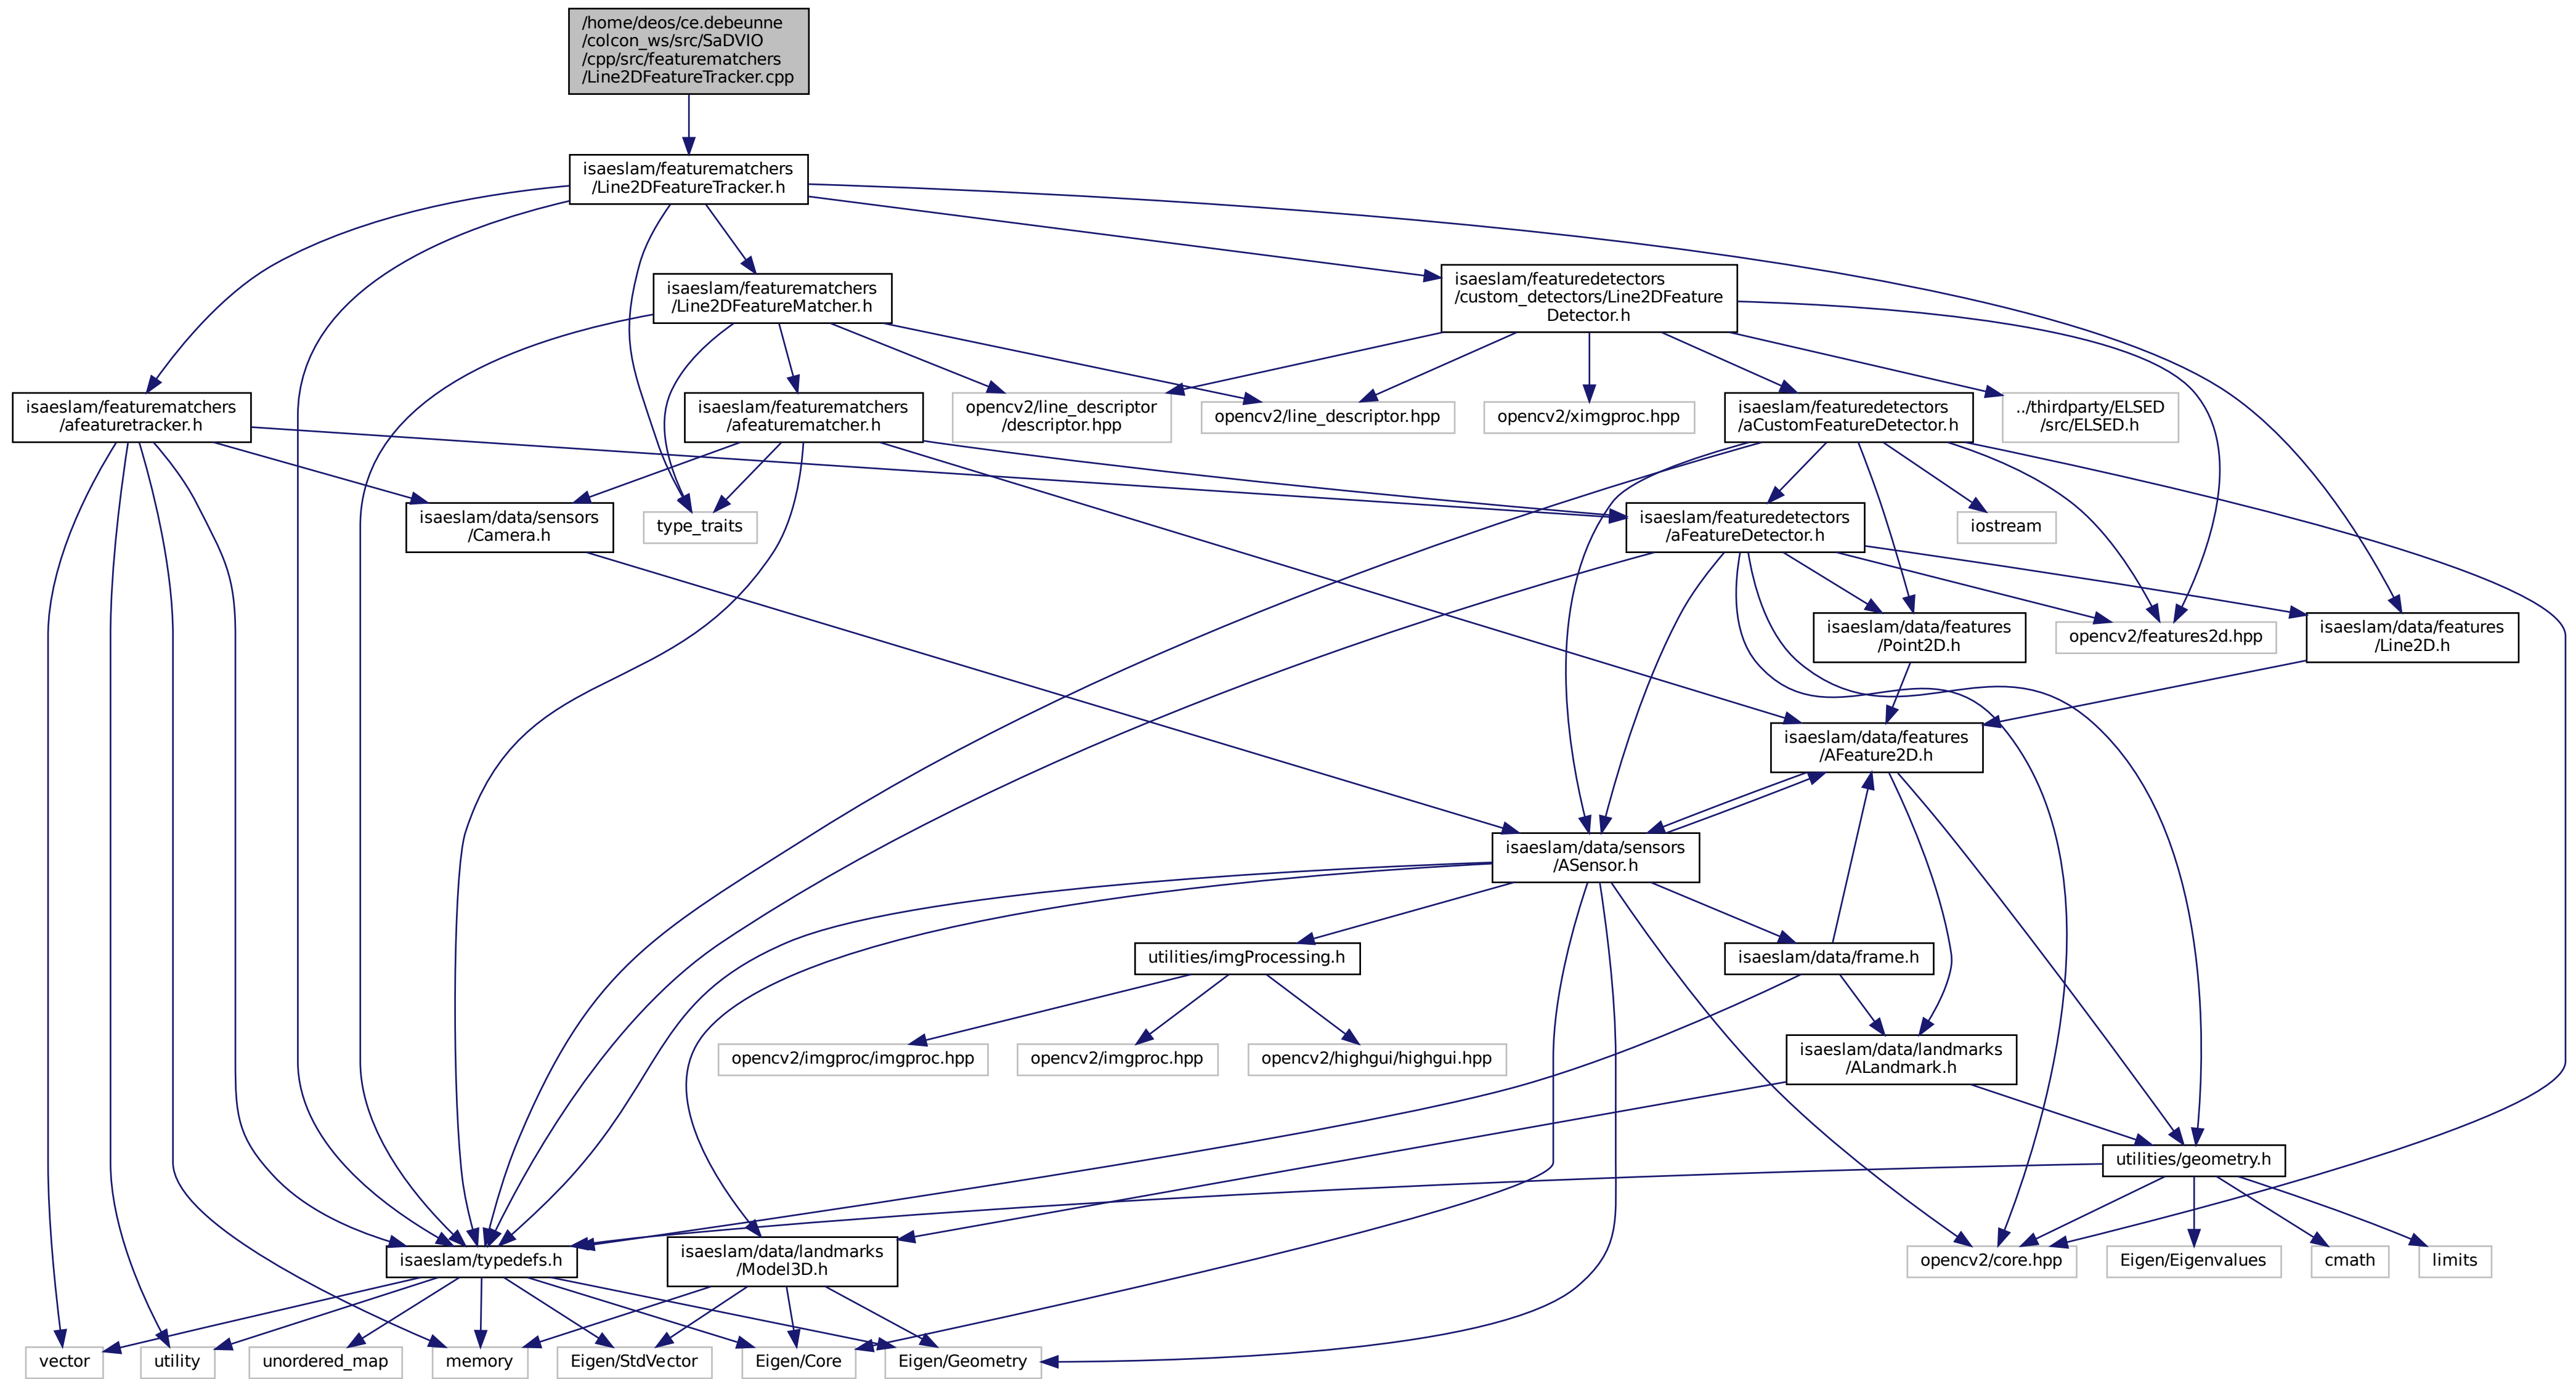 /home/deos/ce.debeunne
/colcon_ws/src/SaDVIO
/cpp/src/featurematchers
/Line2DFeatureTracker.cpp
isaeslam/featurematchers
/Line2DFeatureTracker.h
isaeslam/featurematchers
/Line2DFeatureMatcher.h
isaeslam/featuredetectors
/custom_detectors/Line2DFeature
Detector.h
isaeslam/featurematchers
/afeaturetracker.h
isaeslam/featurematchers
/afeaturematcher.h
opencv2/line_descriptor
/descriptor.hpp
opencv2/line_descriptor.hpp
opencv2/ximgproc.hpp
isaeslam/featuredetectors
/aCustomFeatureDetector.h
../thirdparty/ELSED
/src/ELSED.h
isaeslam/data/sensors
/Camera.h
type_traits
isaeslam/featuredetectors
/aFeatureDetector.h
iostream
isaeslam/data/features
/Point2D.h
opencv2/features2d.hpp
isaeslam/data/features
/Line2D.h
isaeslam/data/features
/AFeature2D.h
isaeslam/data/sensors
/ASensor.h
utilities/imgProcessing.h
isaeslam/data/frame.h
opencv2/imgproc/imgproc.hpp
opencv2/imgproc.hpp
opencv2/highgui/highgui.hpp
isaeslam/data/landmarks
/ALandmark.h
utilities/geometry.h
isaeslam/typedefs.h
isaeslam/data/landmarks
/Model3D.h
opencv2/core.hpp
Eigen/Eigenvalues
cmath
limits
vector
utility
unordered_map
memory
Eigen/StdVector
Eigen/Core
Eigen/Geometry